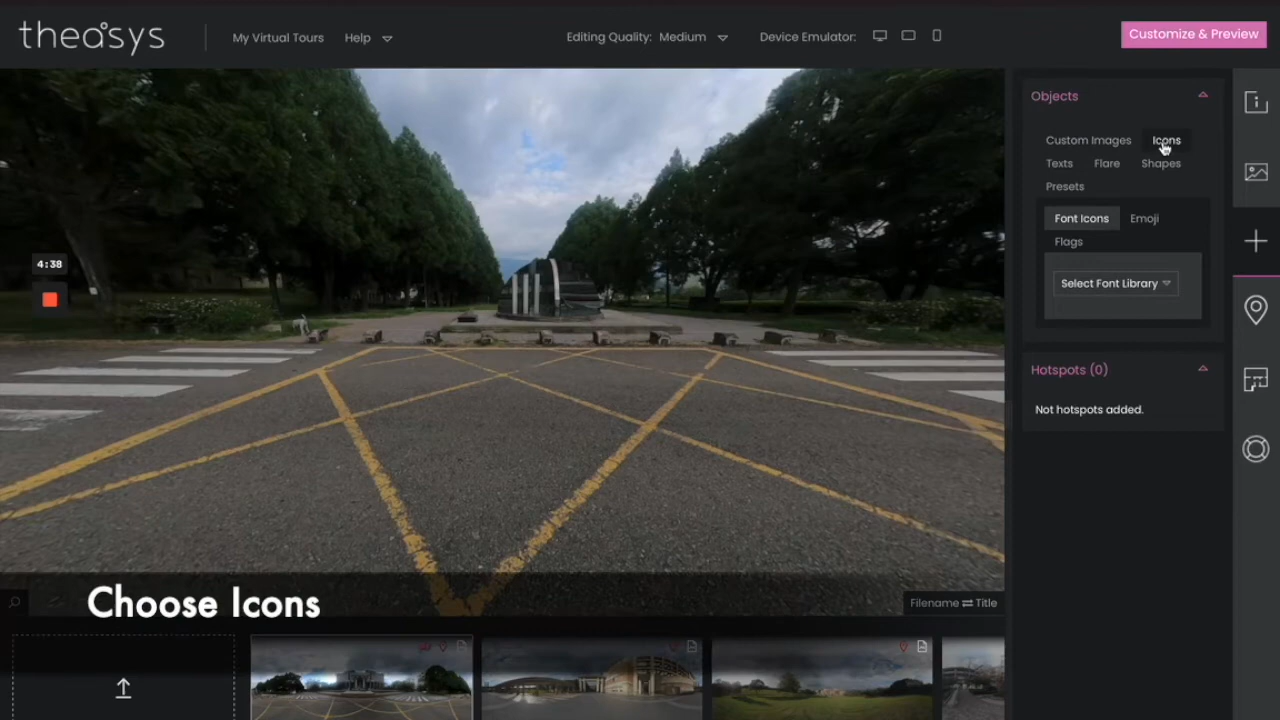 theasys
My Virtual Tours
Help
Editing Quality: Medium
Device Emulator:
Customize & Preview
Objects
Custom Images
Icons
Texts
Flare
Shapes
Presets
Font Icons
Emoji
Flags
Select Font Library
Hotspots (0)
Not hotspots added.
4:38
Choose Icons
Filename ⇄ Title